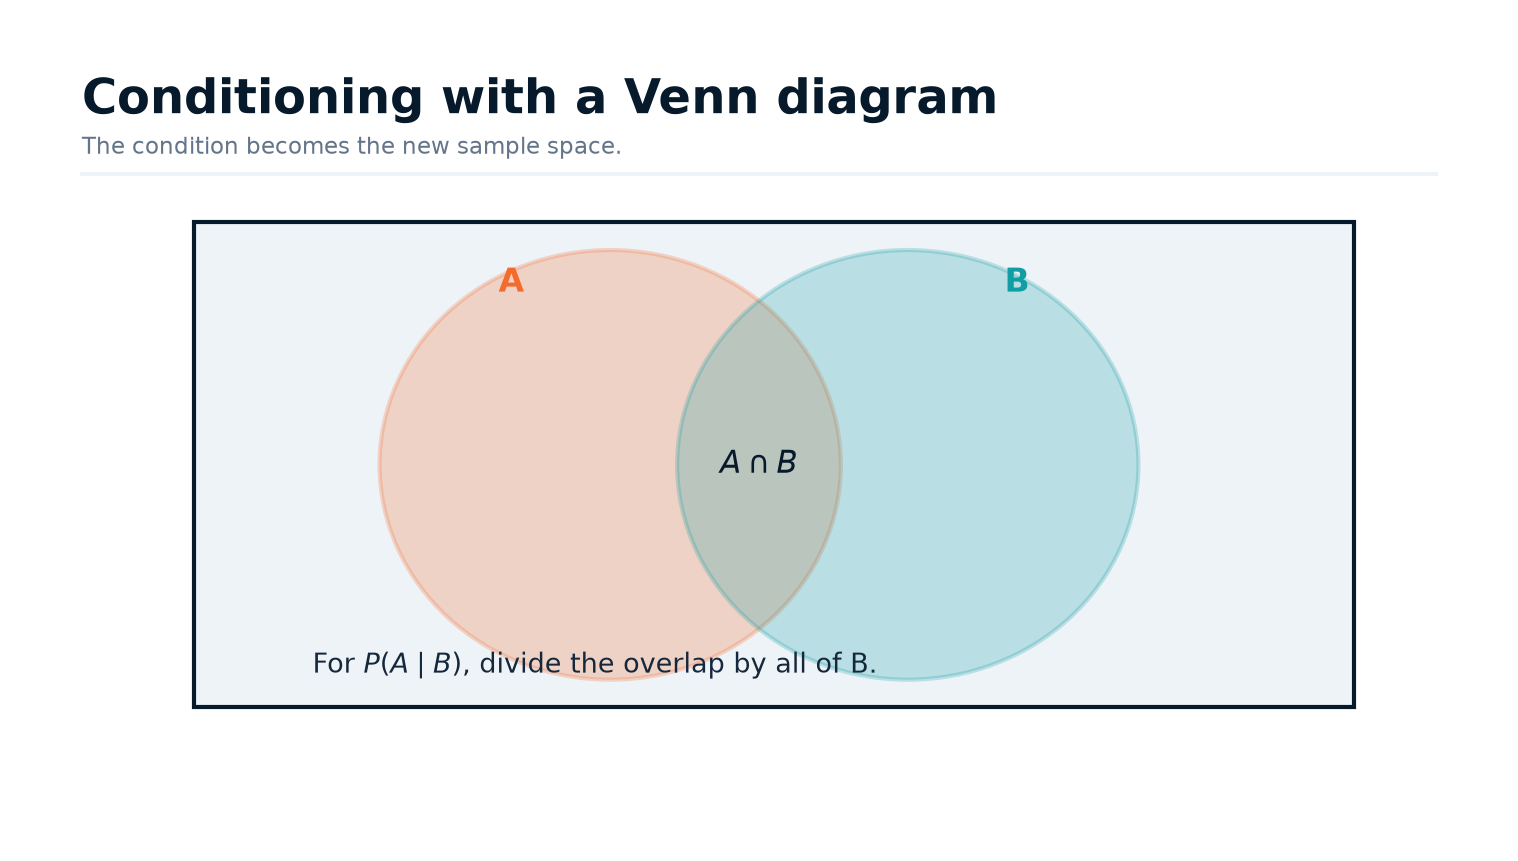 Conditioning with a Venn diagram
The condition becomes the new sample space.
A
B
A ∩ B
For P(A | B), divide the overlap by all of B.